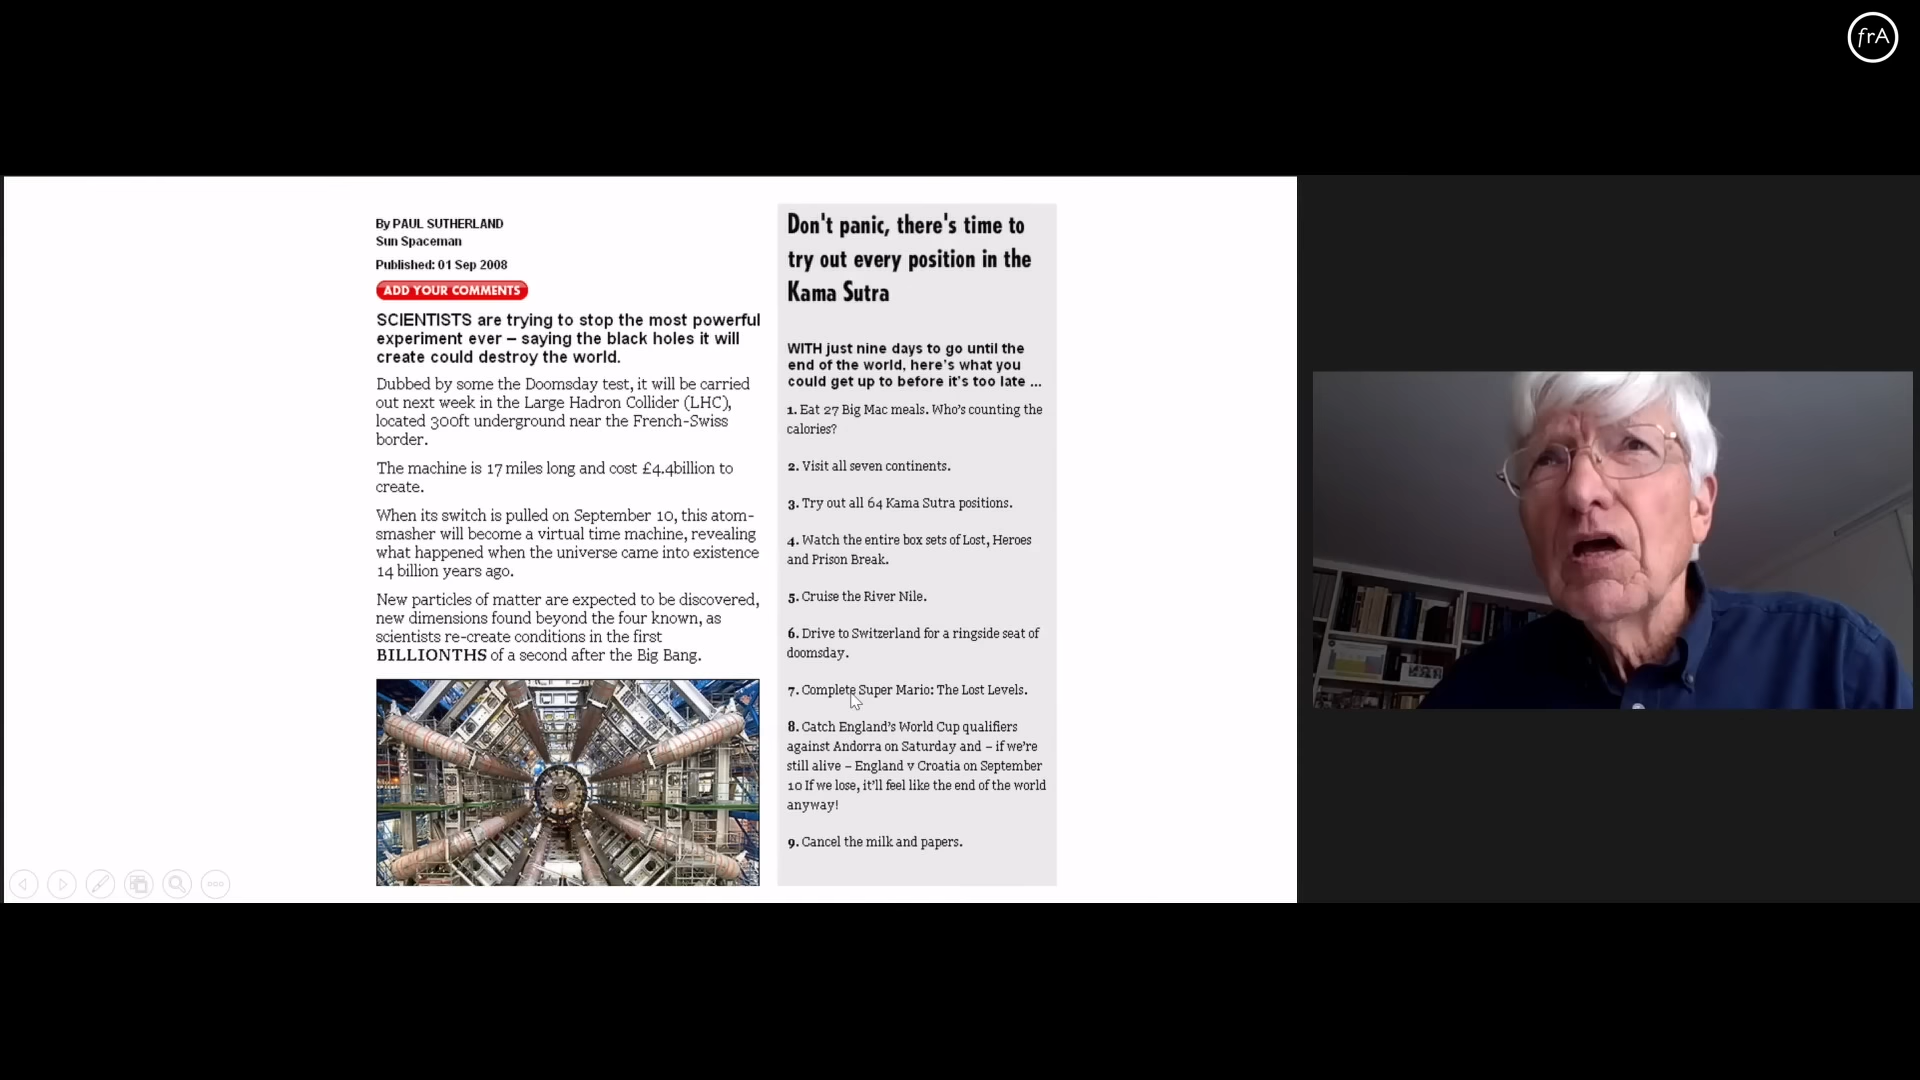 frA
By PAUL SUTHERLAND
Sun Spaceman
Published: 01 Sep 2008
ADD YOUR COMMENTS
SCIENTISTS are trying to stop the most powerful
experiment ever – saying the black holes it will
create could destroy the world.
Dubbed by some the Doomsday test, it will be carried
out next week in the Large Hadron Collider (LHC),
located 300ft underground near the French-Swiss
border.
The machine is 17 miles long and cost £4.4billion to
create.
When its switch is pulled on September 10, this atom-
smasher will become a virtual time machine, revealing
what happened when the universe came into existence
14 billion years ago.
New particles of matter are expected to be discovered,
new dimensions found beyond the four known, as
scientists re-create conditions in the first
BILLIONTHS of a second after the Big Bang.
Don't panic, there's time to
try out every position in the
Kama Sutra
WITH just nine days to go until the
end of the world, here's what you
could get up to before it's too late ...
1. Eat 27 Big Mac meals. Who's counting the
calories?
2. Visit all seven continents.
3. Try out all 64 Kama Sutra positions.
4. Watch the entire box sets of Lost, Heroes
and Prison Break.
5. Cruise the River Nile.
6. Drive to Switzerland for a ringside seat of
doomsday.
7. Complete Super Mario: The Lost Levels.
8. Catch England's World Cup qualifiers
against Andorra on Saturday and – if we're
still alive – England v Croatia on September
10 If we lose, it'll feel like the end of the world
anyway!
9. Cancel the milk and papers.